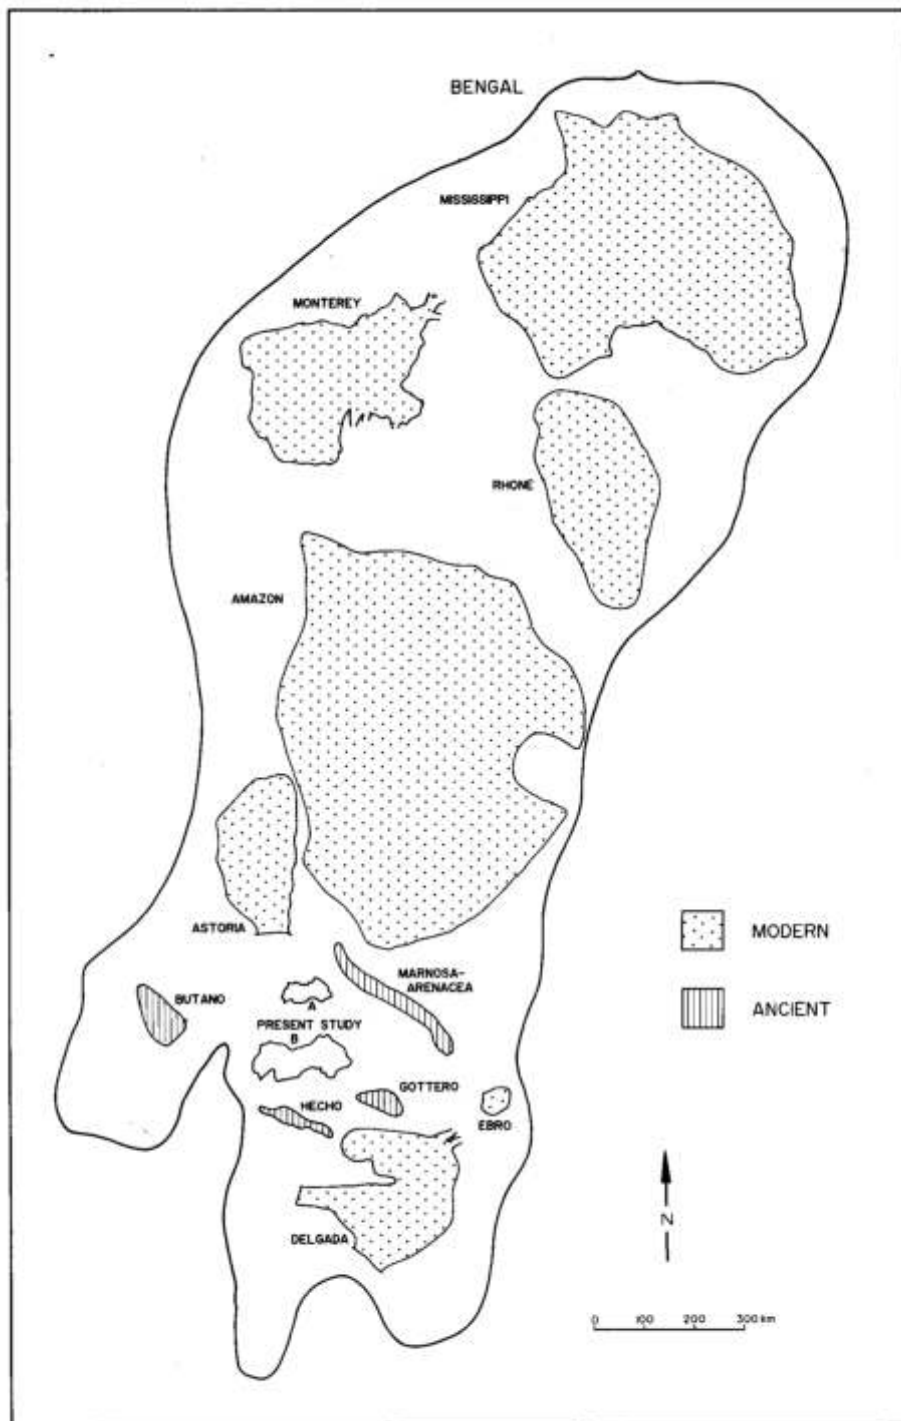 BENGAL
MISSISSIPPI
MONTEREY
RHONE
AMAZON
ASTORIA
MODERN
MARNOSA-
ARENACEA
BUTANO
A
ANCIENT
PRESENT STUDY
B
GOTTERO
HECHO
EBRO
N
DELGADA
0 100 200 300 km